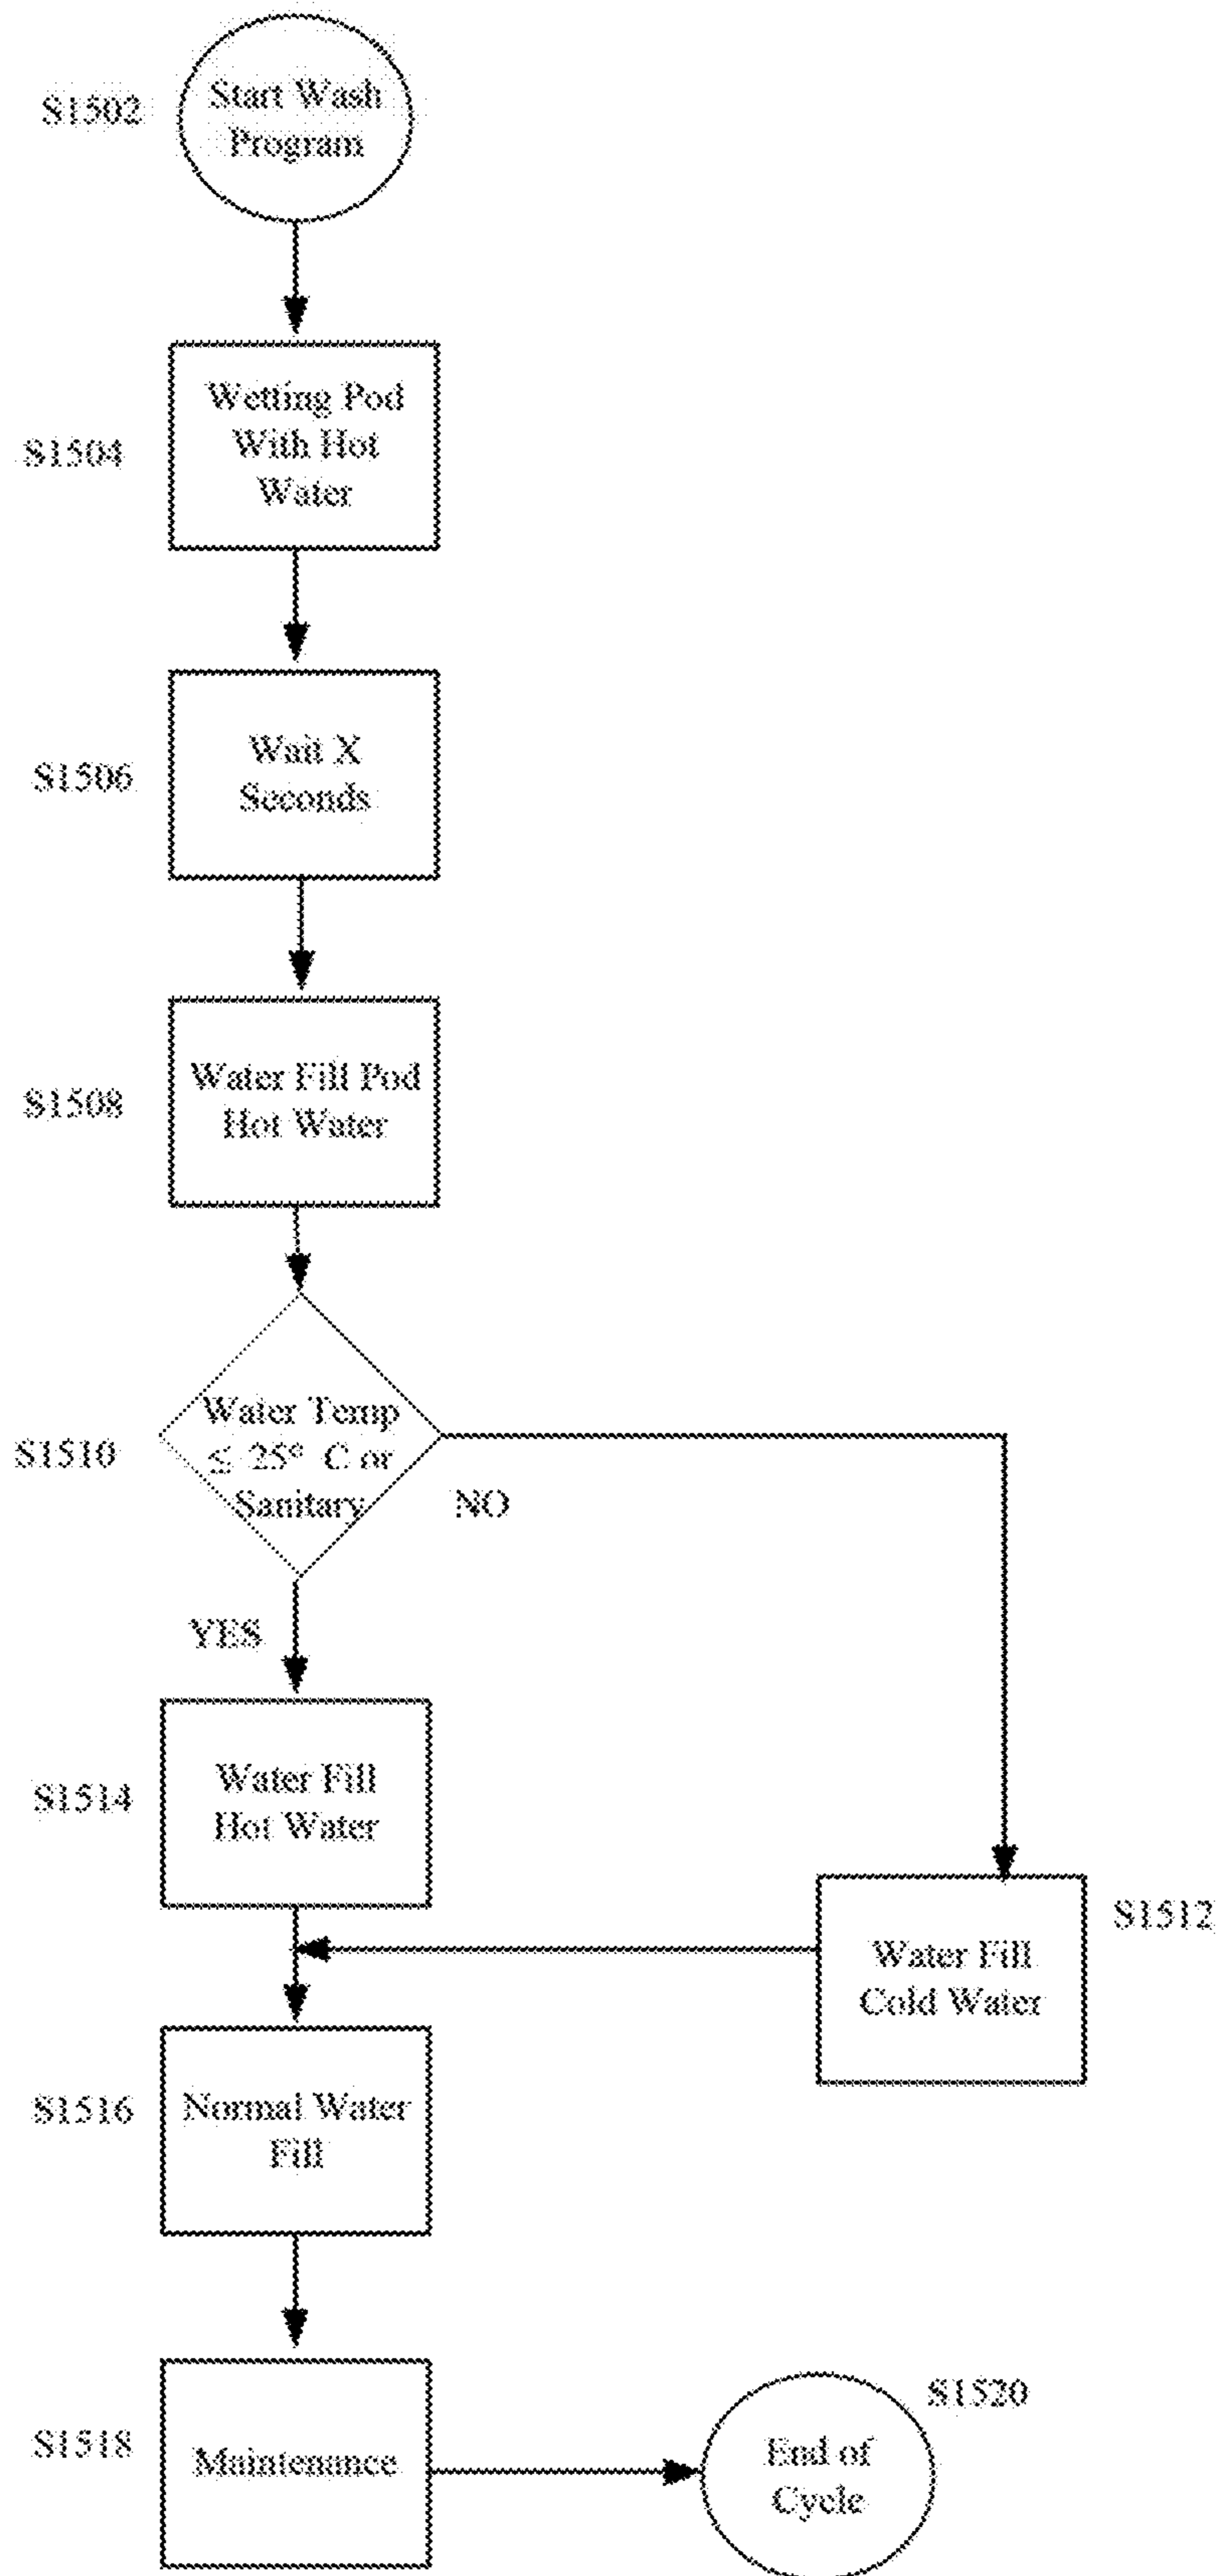 S1502
Start Wash
Program
S1504
Wetting Pod
With Hot
Water
S1506
Wait X
Seconds
S1508
Water Fill Pod
Hot Water
S1510
Water Temp
≤ 25° C or
Sanitary
NO
YES
S1514
Water Fill
Hot Water
S1512
Water Fill
Cold Water
S1516
Normal Water
Fill
S1518
Maintenance
S1520
End of
Cycle